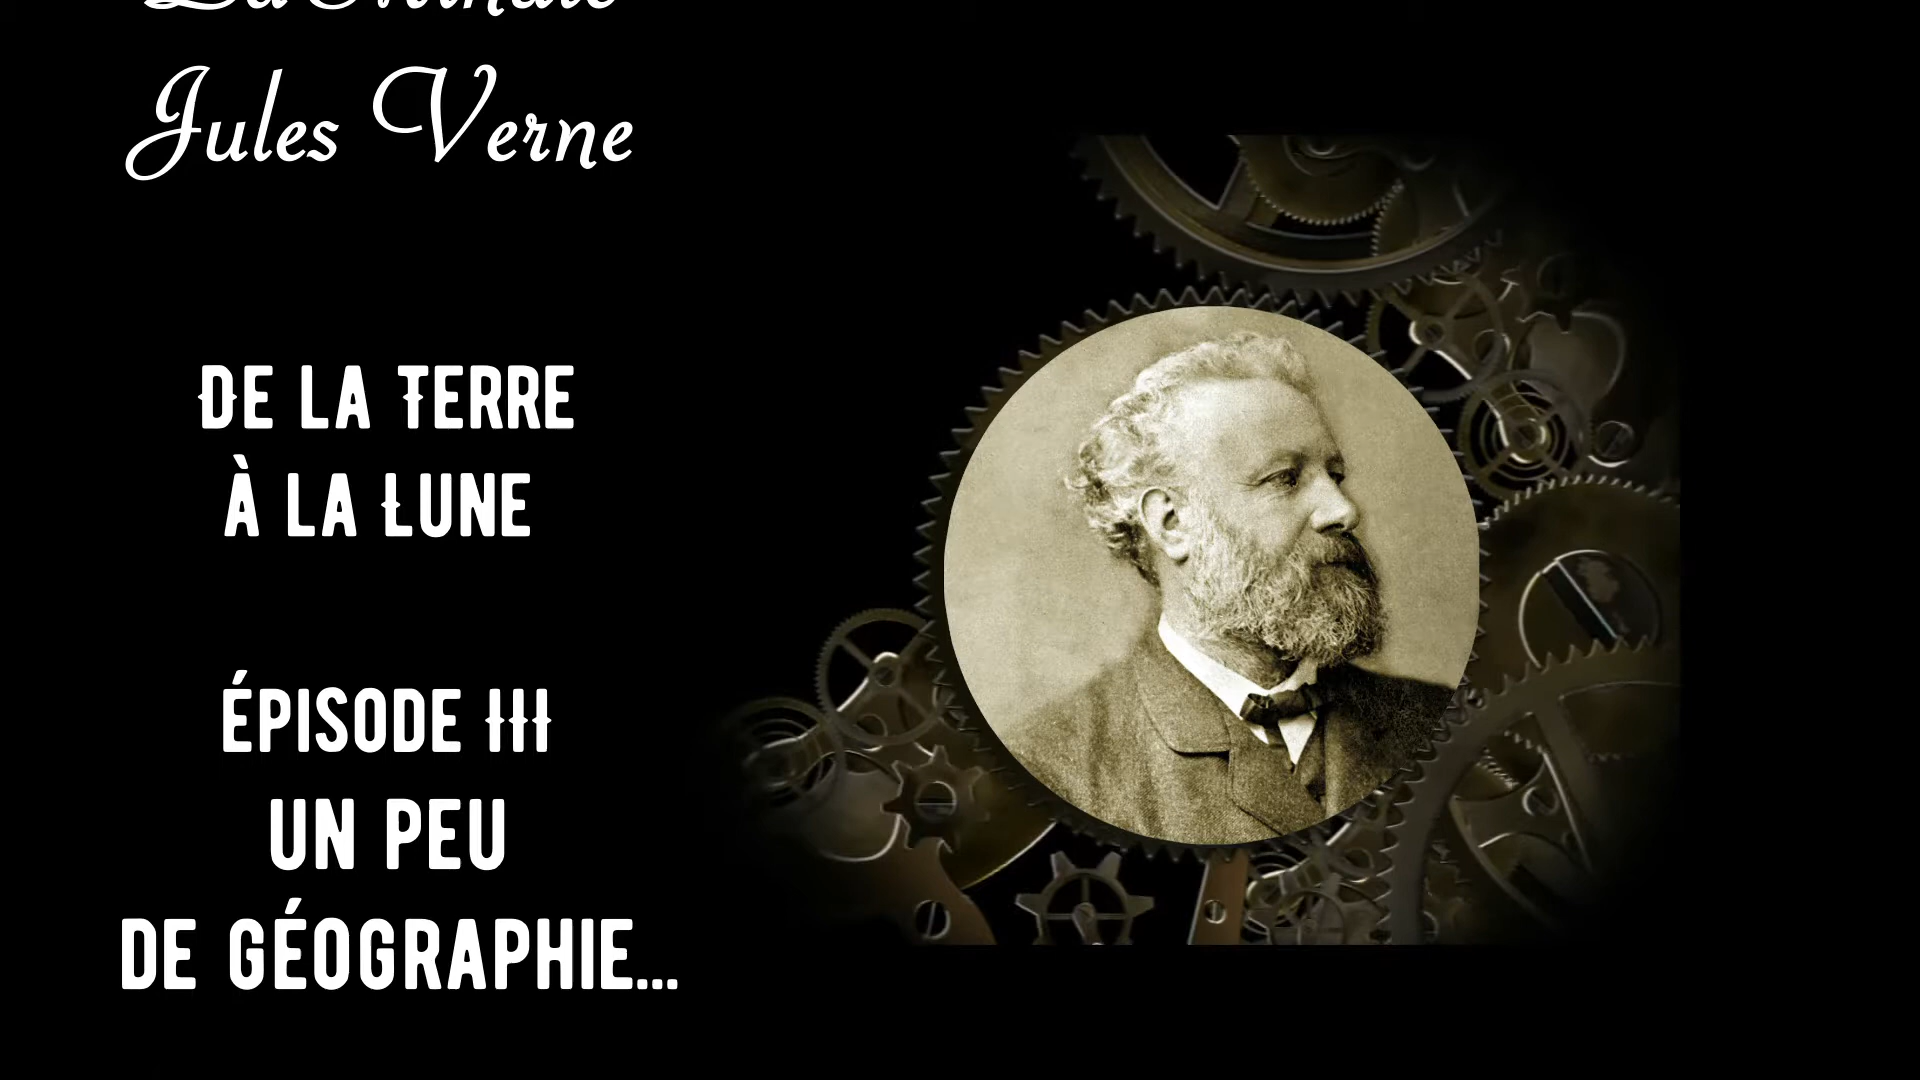 Jules Verne
De la Terre
à la Lune
Épisode III
un peu
de géographie...